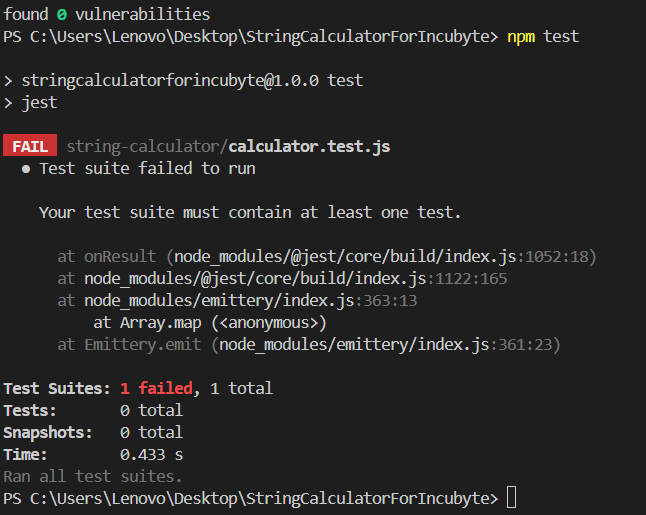 found 0 vulnerabilities
PS C:\Users\Lenovo\Desktop\StringCalculatorForIncubyte> npm test
> stringcalculatorforincubyte@1.0.0 test
> jest
FAIL string-calculator/calculator.test.js
● Test suite failed to run
Your test suite must contain at least one test.
at onResult (node_modules/@jest/core/build/index.js:1052:18)
at node_modules/@jest/core/build/index.js:1122:165
at node_modules/emittery/index.js:363:13
at Array.map (<anonymous>)
at Emittery.emit (node_modules/emittery/index.js:361:23)
Test Suites: 1 failed, 1 total
Tests: 0 total
Snapshots: 0 total
Time: 0.433 s
Ran all test suites.
PS C:\Users\Lenovo\Desktop\StringCalculatorForIncubyte>